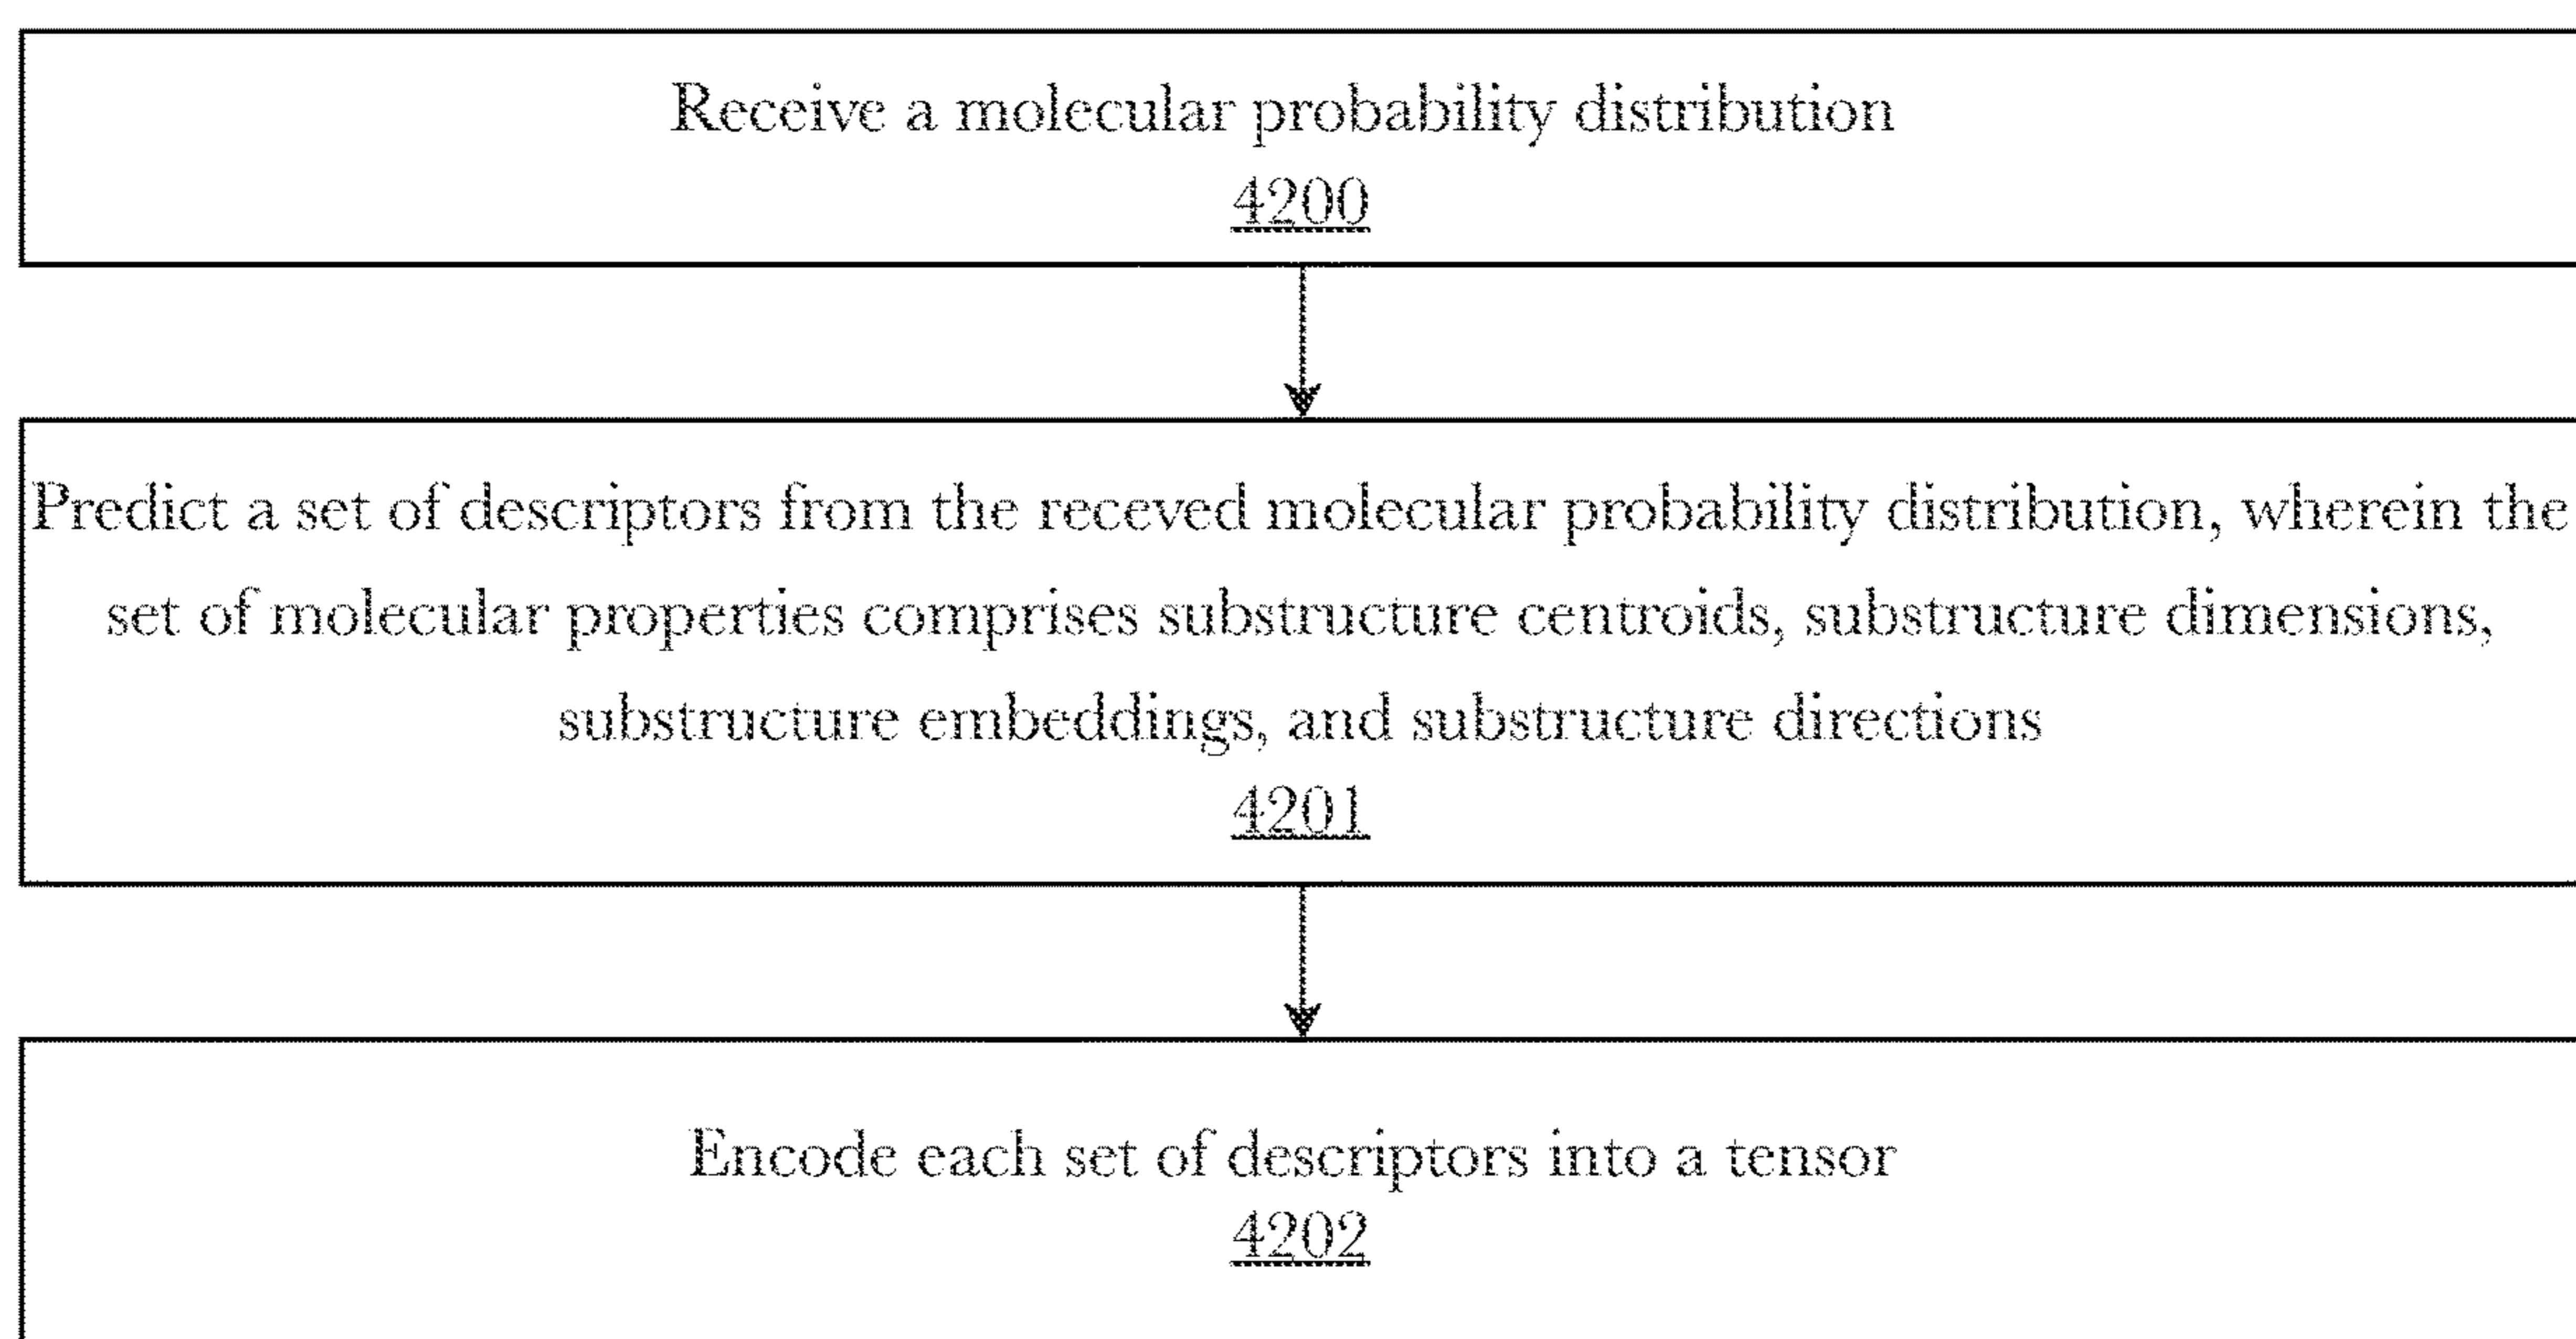 Receive a molecular probability distribution
4200
Predict a set of descriptors from the receved molecular probability distribution, wherein the
set of molecular properties comprises substructure centroids, substructure dimensions,
substructure embeddings, and substructure directions
4201
Encode each set of descriptors into a tensor
4202